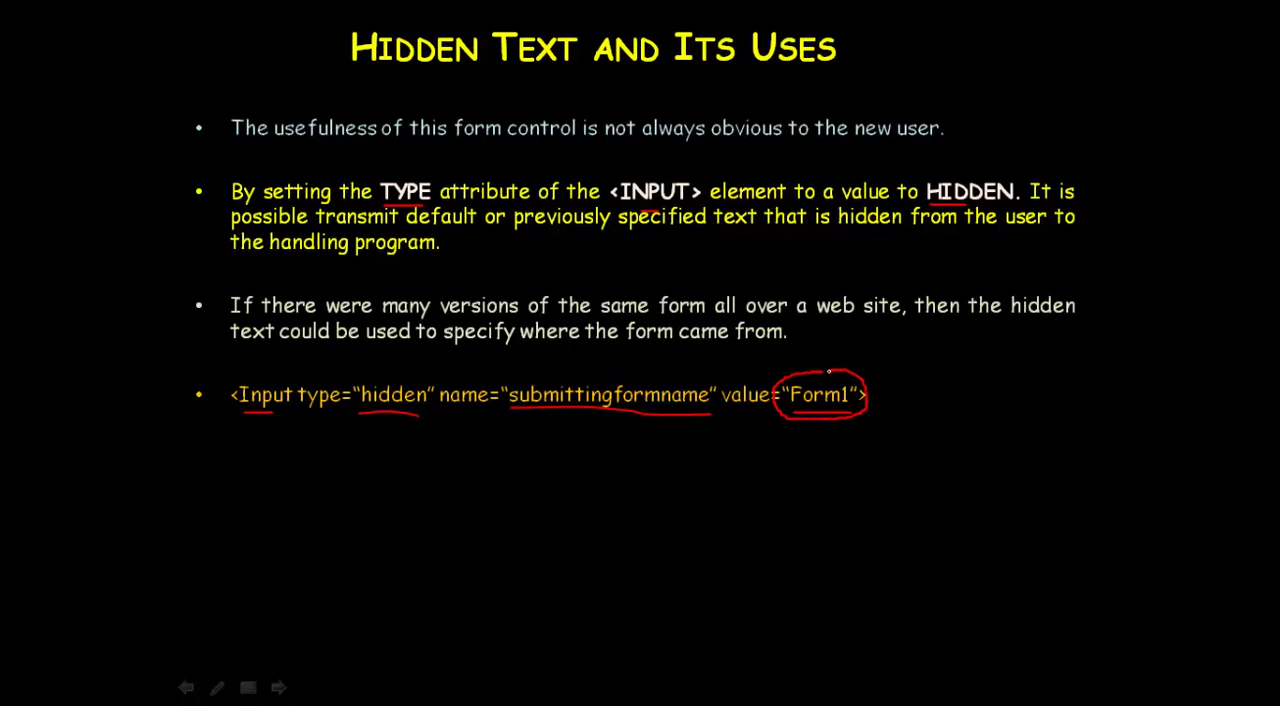 HIDDEN TEXT AND ITS USES
• The usefulness of this form control is not always obvious to the new user.
• By setting the TYPE attribute of the <INPUT> element to a value to HIDDEN. It is
possible transmit default or previously specified text that is hidden from the user to
the handling program.
• If there were many versions of the same form all over a web site, then the hidden
text could be used to specify where the form came from.
• <Input type=“hidden” name=“submittingformname” value=“Form1”>